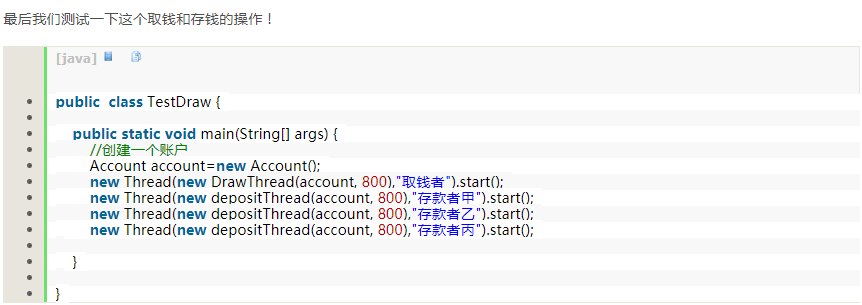 最后我们测试一下这个取钱和存钱的操作！
[java]
public  class TestDraw {
public static void main(String[] args) {
//创建一个账户
Account account=new Account();
new Thread(new DrawThread(account, 800),"取钱者").start();
new Thread(new depositThread(account, 800),"存款者甲").start();
new Thread(new depositThread(account, 800),"存款者乙").start();
new Thread(new depositThread(account, 800),"存款者丙").start();
}
}